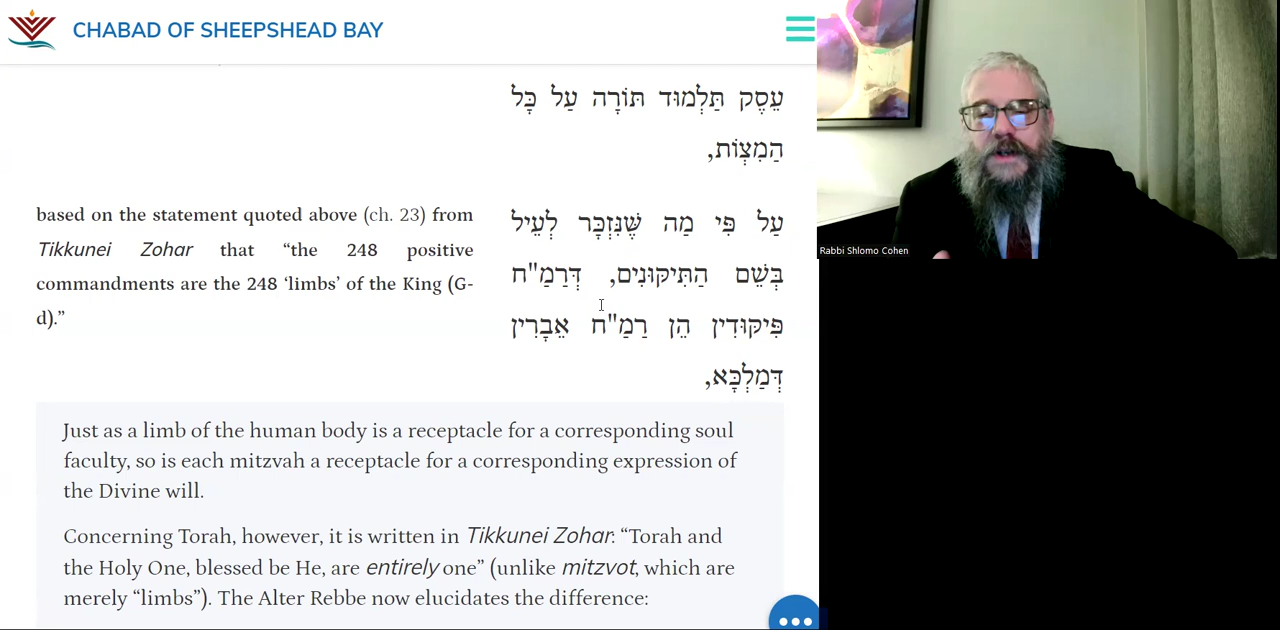 CHABAD OF SHEEPSHEAD BAY
עֵסֶק תַּלְמוּד תּוֹרָה עַל כָּל
הַמִּצְוֹת,
based on the statement quoted above (ch. 23) from
Tikkunei Zohar that “the 248 positive
commandments are the 248 ‘limbs’ of the King (G-
d).”
עַל פִּי מַה שֶּׁנִּזְכָּר לְעֵיל
בְּשֵׁם הַתִּיקּוּנִים, דְּרַמַ"ח
פִּיקּוּדִין הֵן רַמַ"ח אֵבָרִין
דְּמַלְכָּא,
Just as a limb of the human body is a receptacle for a corresponding soul
faculty, so is each mitzvah a receptacle for a corresponding expression of
the Divine will.
Concerning Torah, however, it is written in Tikkunei Zohar: “Torah and
the Holy One, blessed be He, are entirely one” (unlike mitzvot, which are
merely “limbs”). The Alter Rebbe now elucidates the difference:
Rabbi Shlomo Cohen